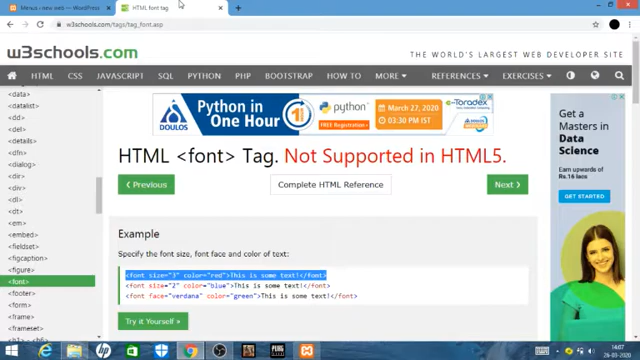 Menus ‹ new web — WordPress
HTML font tag
w3schools.com/tags/tag_font.asp
w3schools.com
THE WORLD'S LARGEST WEB DEVELOPER SITE
HTML CSS JAVASCRIPT SQL PYTHON PHP BOOTSTRAP HOW TO MORE REFERENCES EXERCISES
<data>
<datalist>
<dd>
<del>
<details>
<dfn>
<dialog>
<dir>
<div>
<dl>
<dt>
<em>
<embed>
<fieldset>
<figcaption>
<figure>
<font>
<footer>
<form>
<frame>
<frameset>
<h1> - <h6>
DOULOS
Python in
One Hour
python
FREE Registration
March 27, 2020
03:30 PM IST
e-Toradex
HTML <font> Tag. Not Supported in HTML5.
❮ Previous
Complete HTML Reference
Next ❯
Example
Specify the font size, font face and color of text:
<font size="3" color="red">This is some text!</font>
<font size="2" color="blue">This is some text!</font>
<font face="verdana" color="green">This is some text!</font>
Try it Yourself »
Get a
Masters in
Data
Science
Earn upwards of
Rs.16 lacs
GET STARTED
14:07
26-03-2020